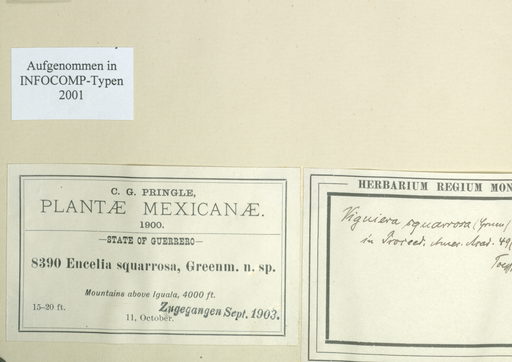 Aufgenommen in
INFOCOMP-Typen
2001
C. G. PRINGLE,
PLANTÆ MEXICANÆ.
1900.
—STATE OF GUERRERO—
8390 Encelia squarrosa, Greenm. n. sp.
Mountains above Iguala, 4000 ft.
15-20 ft.
11, October.
Zugegangen Sept. 1903.
HERBARIUM REGIUM MON
Viguiera squarrosa
in Proceed. Amer. Acad.